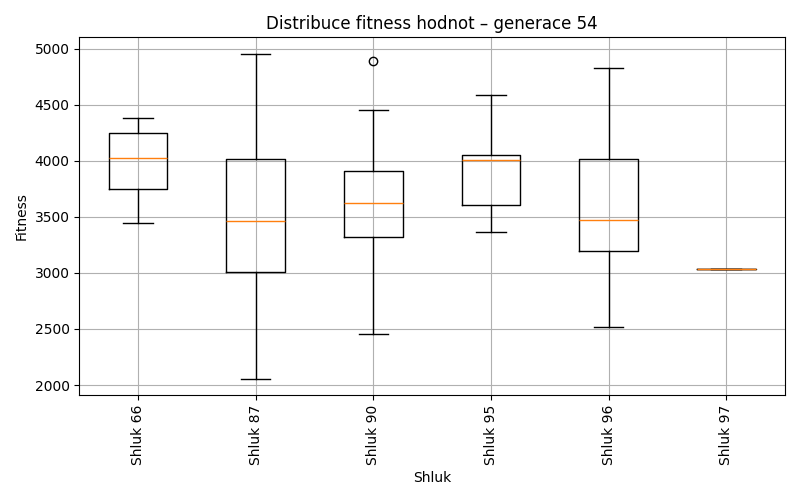 Distribuce fitness hodnot – generace 54
5000
4500
4000
3500
3000
2500
2000
Fitness
Shluk 66
Shluk 87
Shluk 90
Shluk 95
Shluk 96
Shluk 97
Shluk